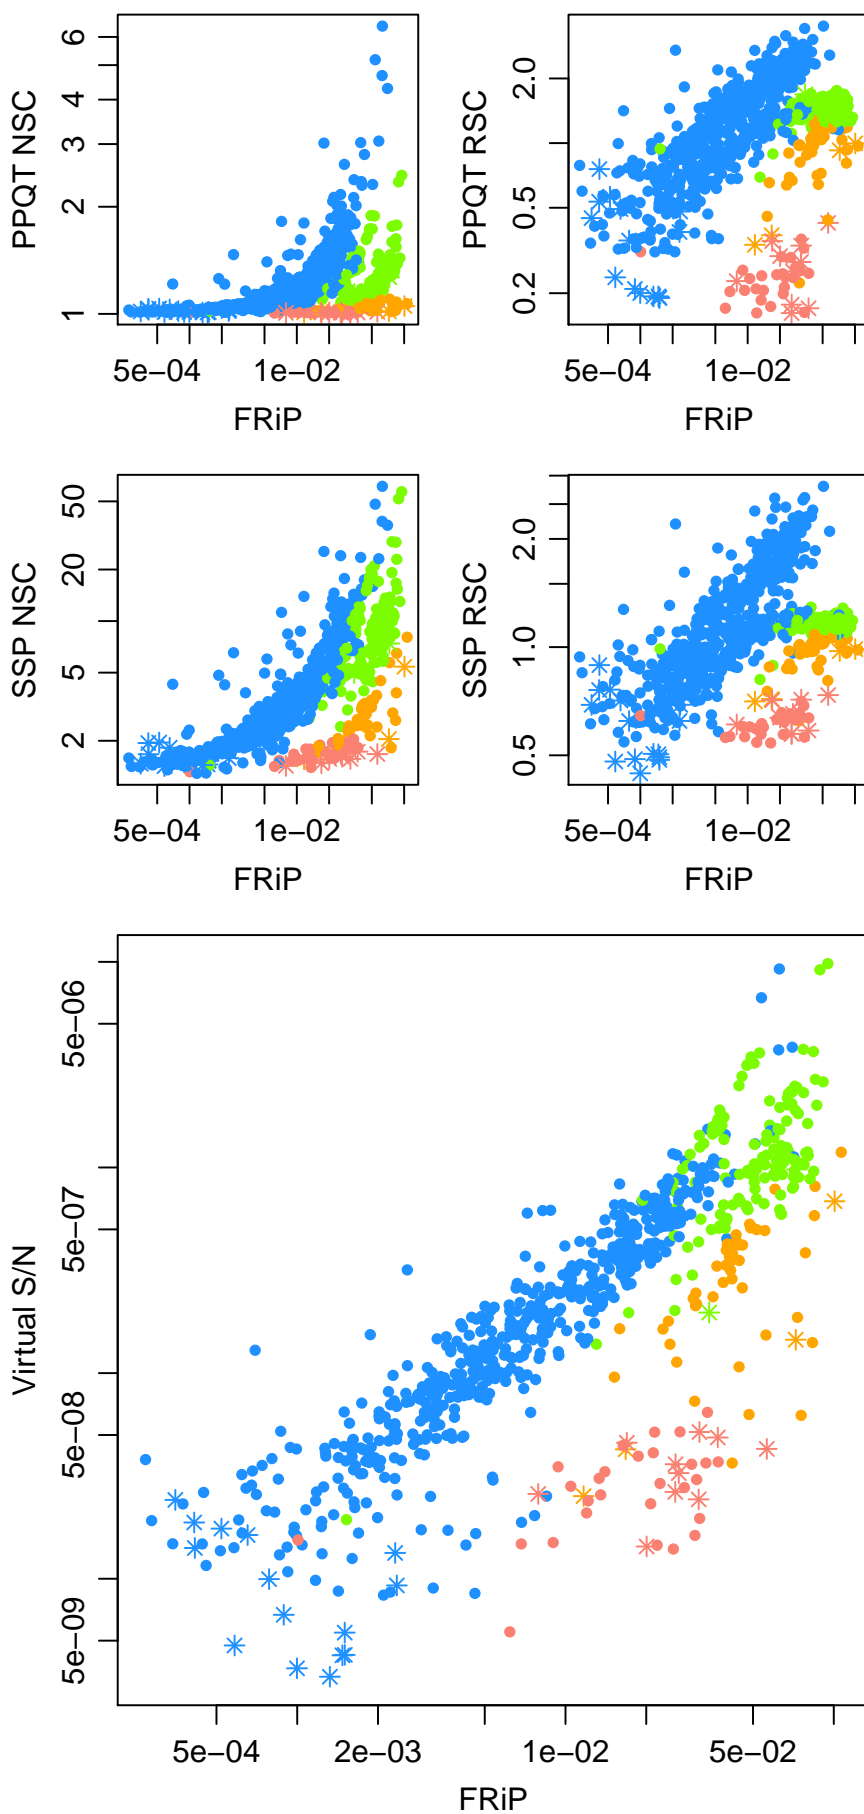 PPQT NSC
6
4
3
2
1
5e−04
1e−02
FRiP
PPQT RSC
2.0
0.5
0.2
5e−04
1e−02
FRiP
SSP NSC
50
20
5
2
5e−04
1e−02
FRiP
SSP RSC
2.0
1.0
0.5
5e−04
1e−02
FRiP
Virtual S/N
5e−06
5e−07
5e−08
5e−09
5e−04
2e−03
1e−02
5e−02
FRiP